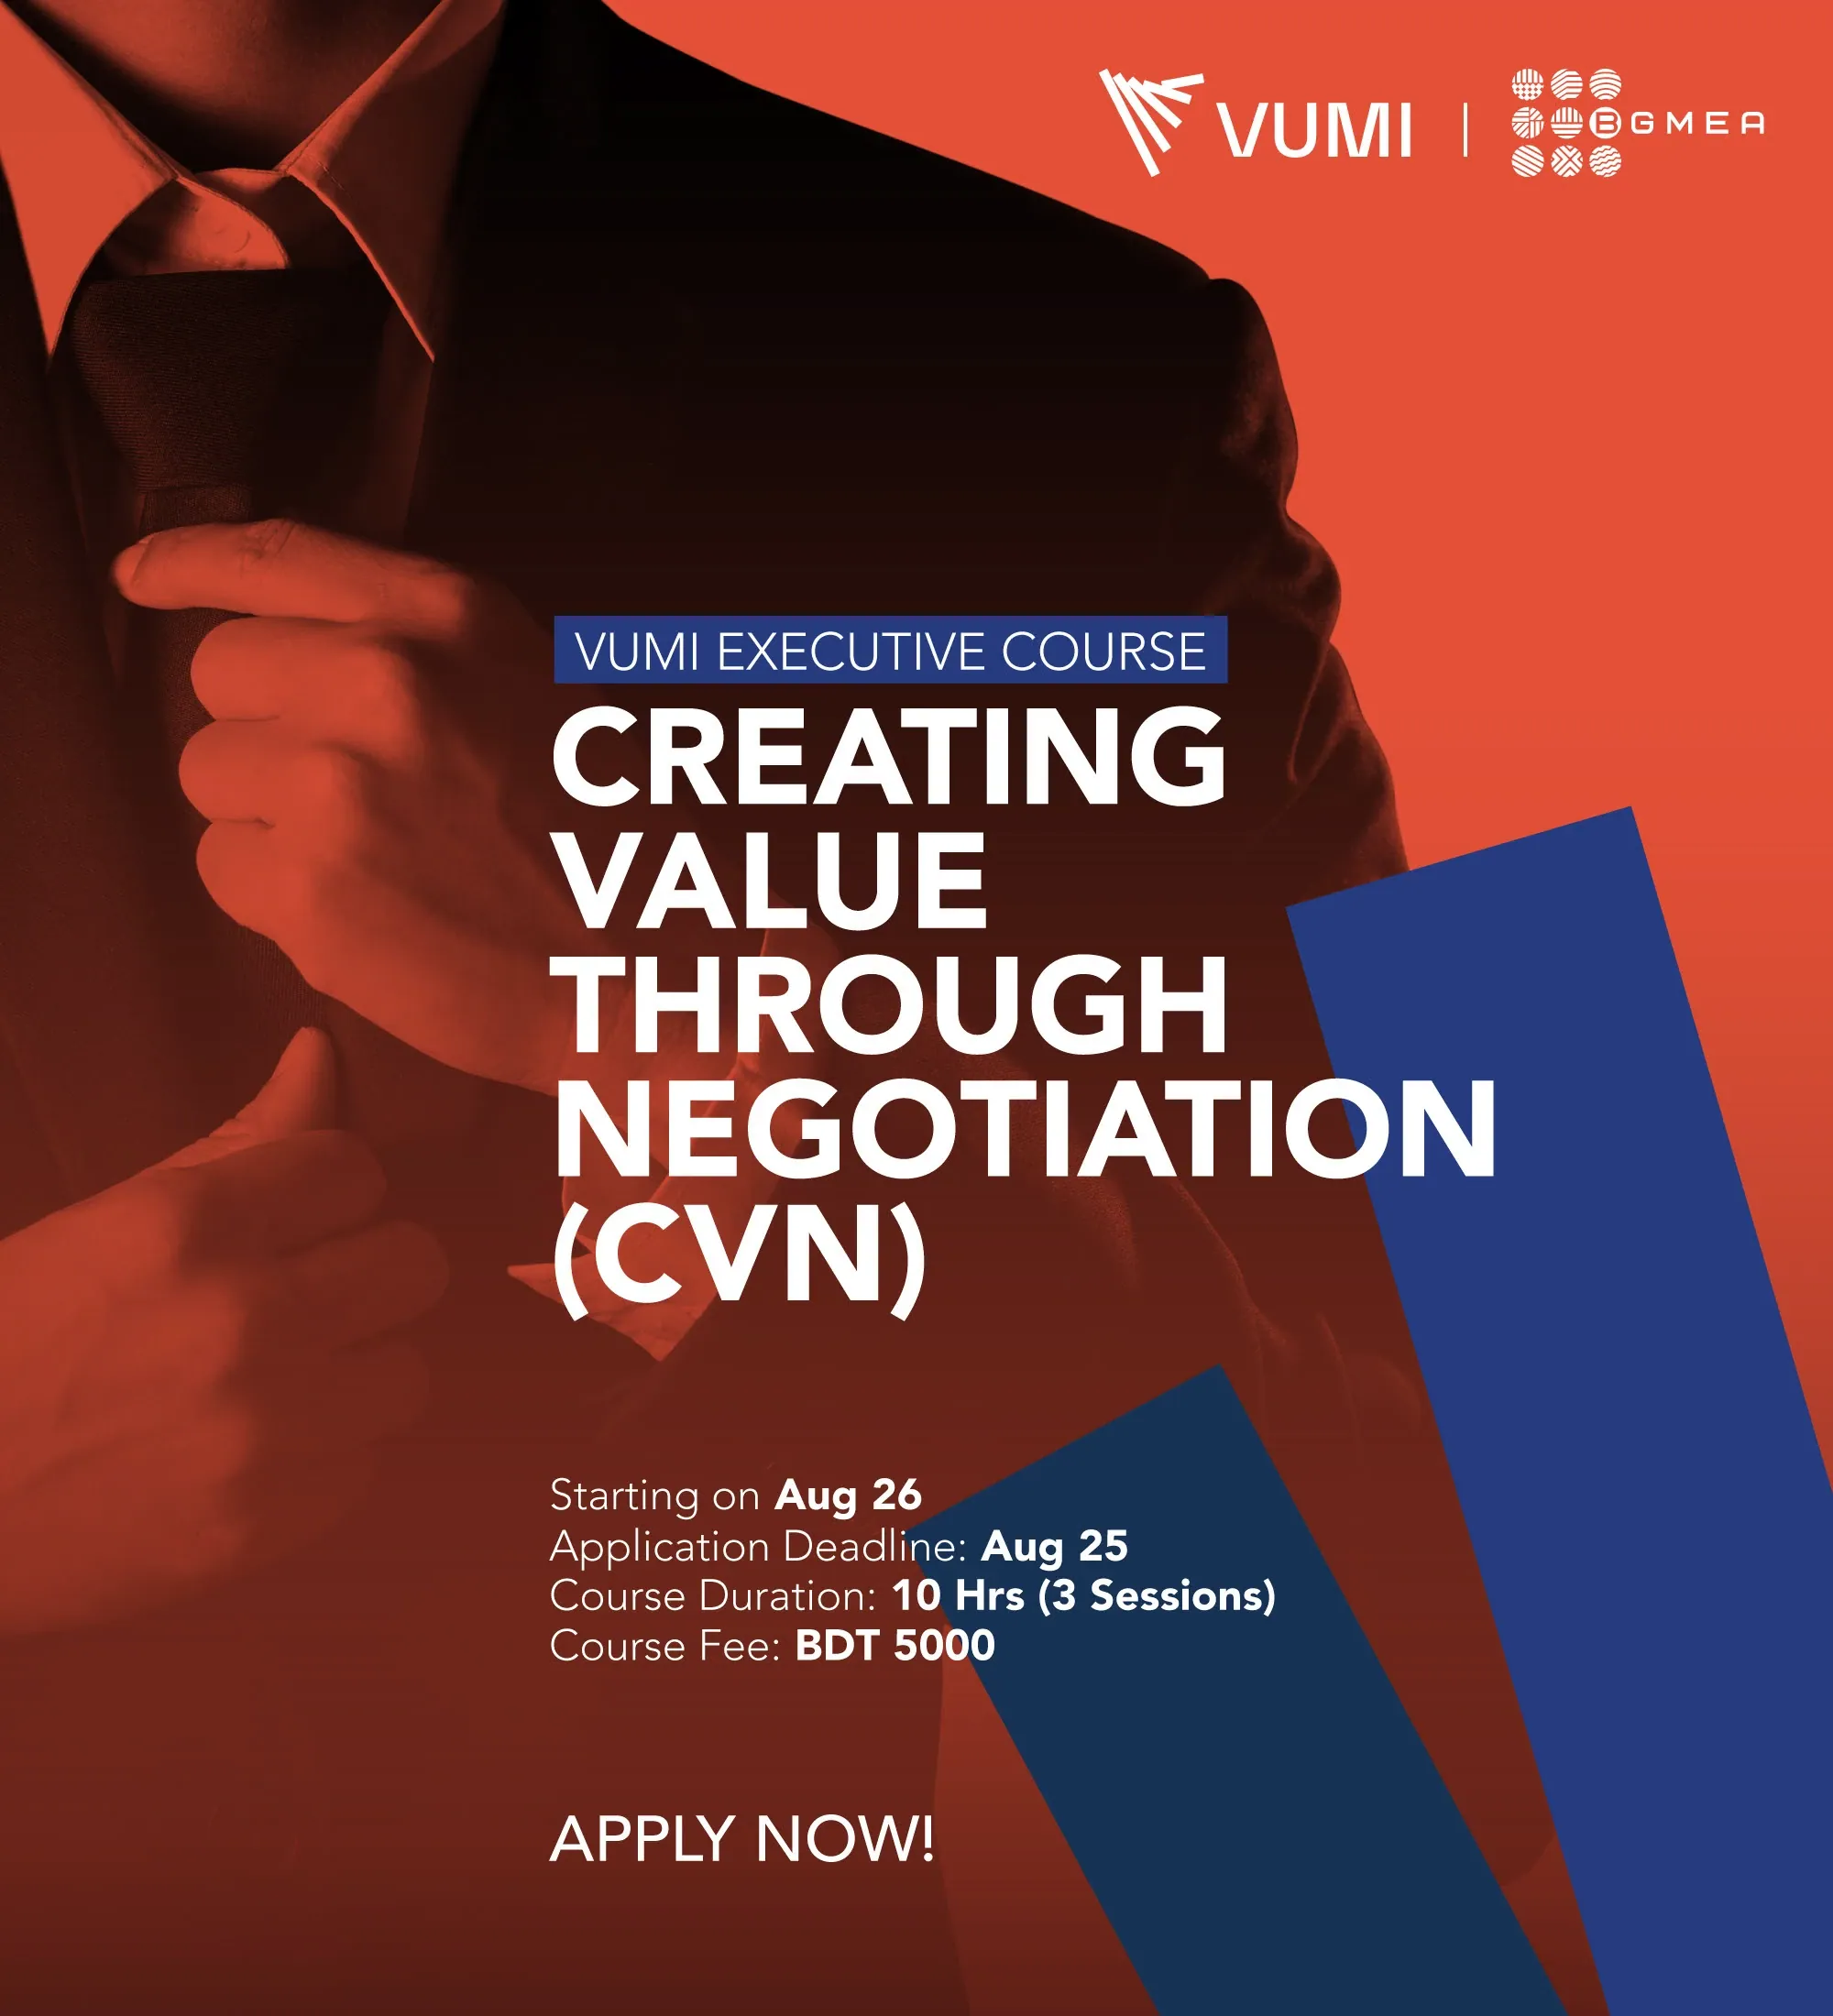 VUMI | BGMEA
VUMI EXECUTIVE COURSE
CREATING
VALUE
THROUGH
NEGOTIATION
(CVN)
Starting on Aug 26
Application Deadline: Aug 25
Course Duration: 10 Hrs (3 Sessions)
Course Fee: BDT 5000
APPLY NOW!